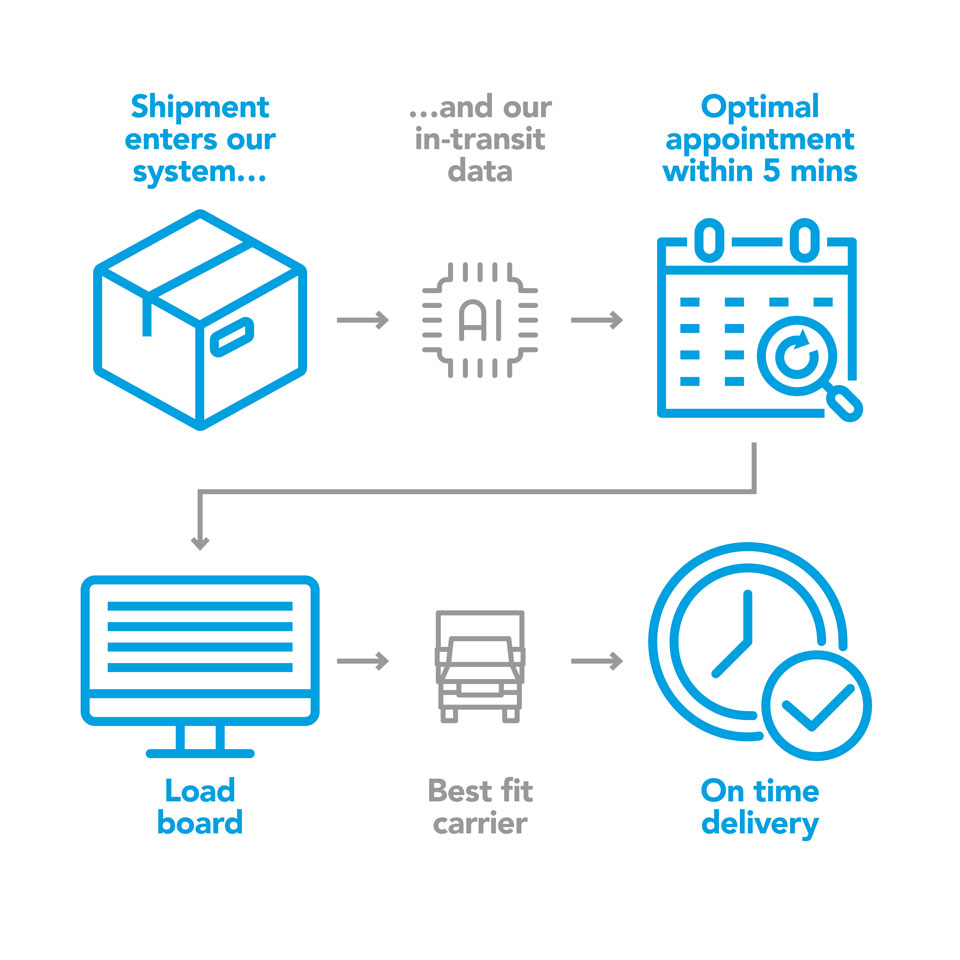 Shipment
enters our
system...
...and our
in-transit
data
Optimal
appointment
within 5 mins
AI
Load
board
Best fit
carrier
On time
delivery